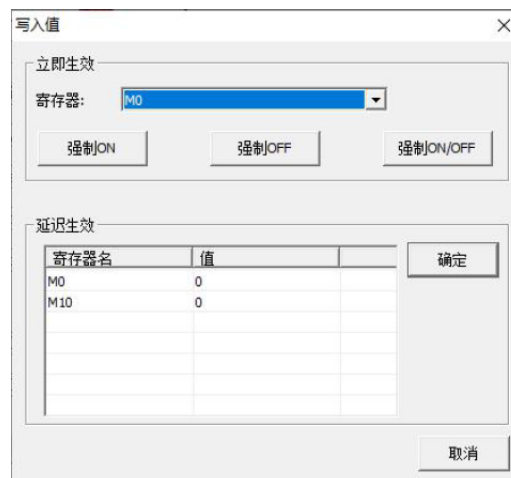 写入值
立即生效
寄存器: M0
强制ON 强制OFF 强制ON/OFF
延迟生效
寄存器名 值 确定
M0 0
M10 0
取消